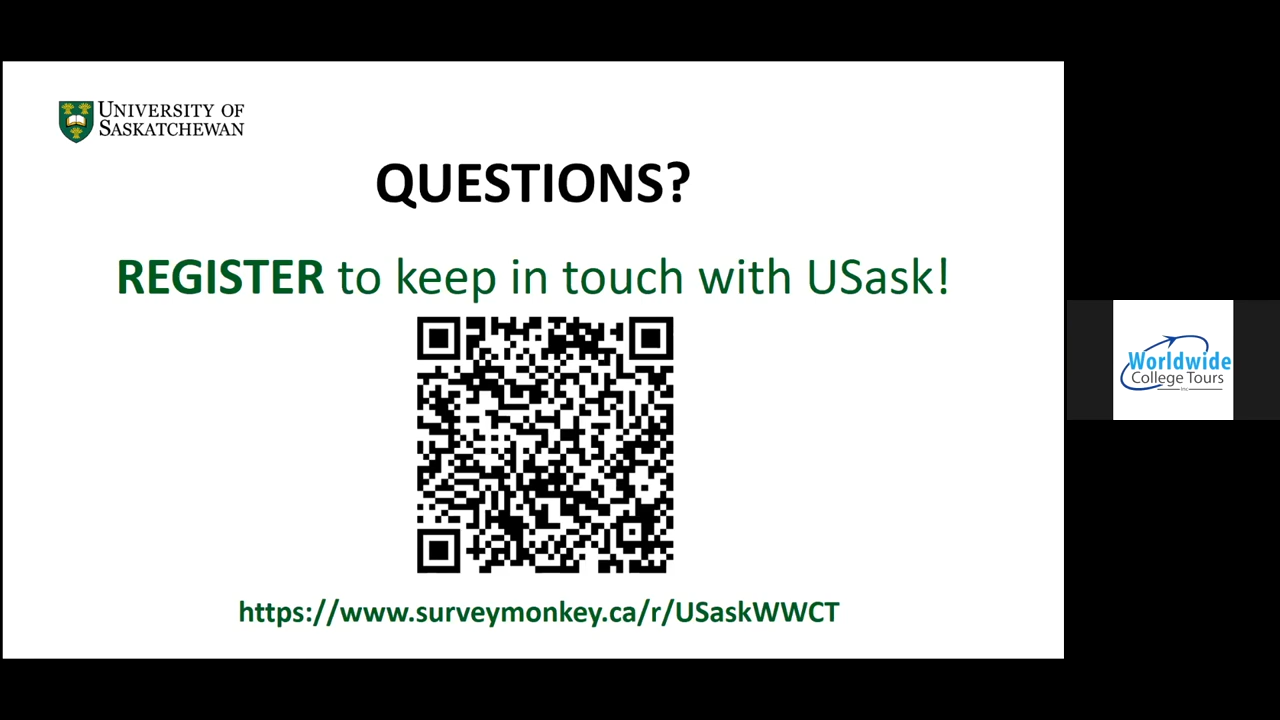 UNIVERSITY OF
SASKATCHEWAN
QUESTIONS?
REGISTER to keep in touch with USask!
https://www.surveymonkey.ca/r/USaskWWCT
Worldwide
College Tours
Inc